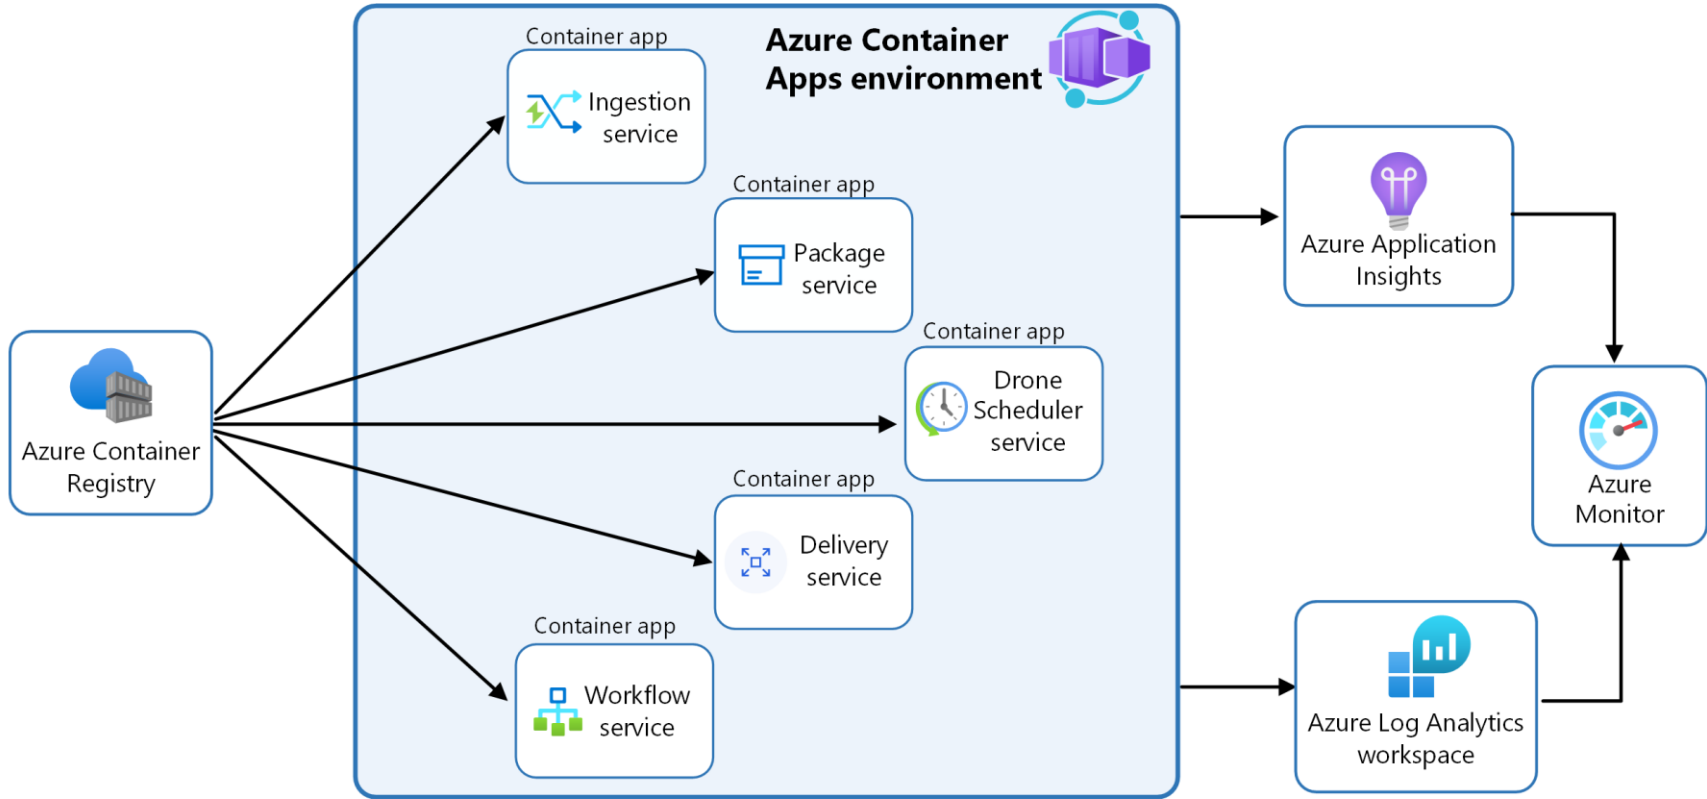 Azure Container
Apps environment
Container app
Ingestion
service
Container app
Package
service
Container app
Drone
Scheduler
service
Container app
Delivery
service
Container app
Workflow
service
Azure Container
Registry
Azure Application
Insights
Azure
Monitor
Azure Log Analytics
workspace